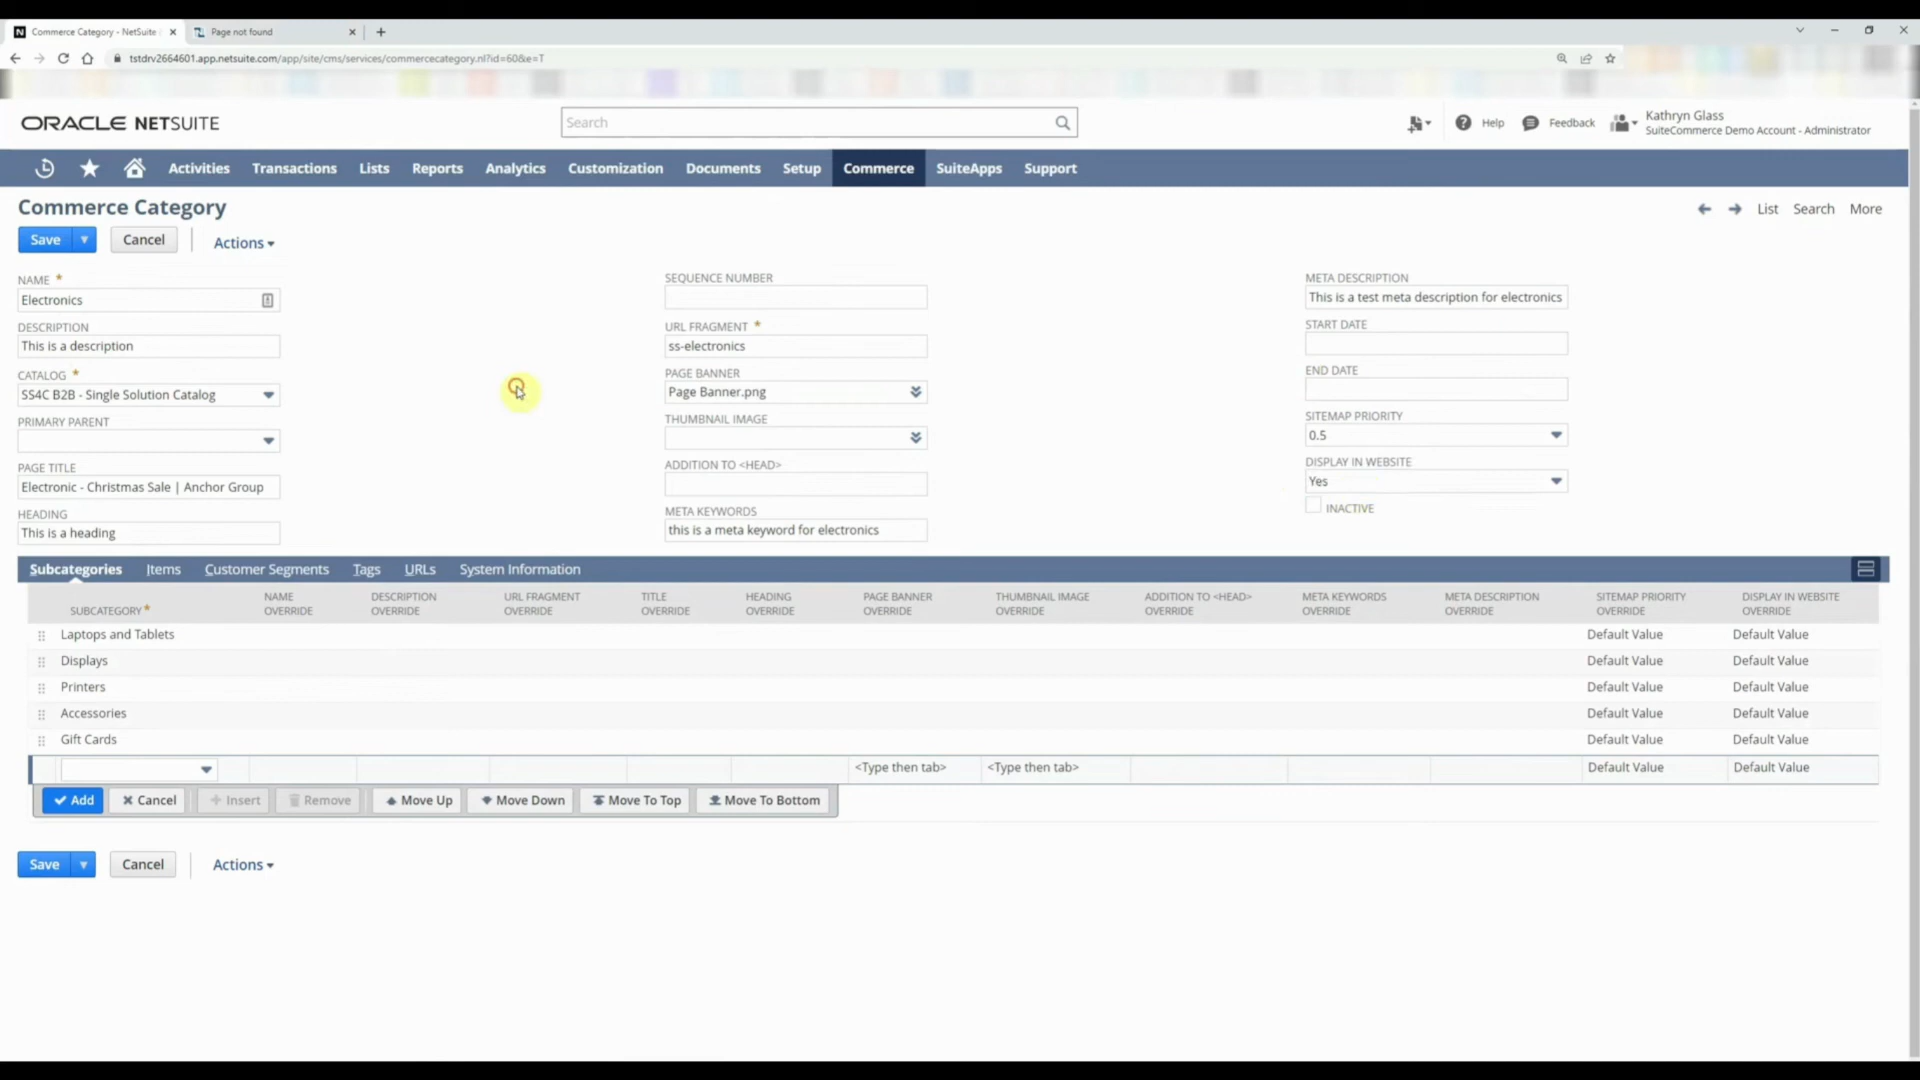 Commerce Category - NetSuite
Page not found
tstdrv2664601.app.netsuite.com/app/site/cms/services/commercecategory.nl?id=60&e=T
ORACLE NETSUITE
Search
Help
Feedback
Kathryn Glass
SuiteCommerce Demo Account - Administrator
Activities Transactions Lists Reports Analytics Customization Documents Setup Commerce SuiteApps Support
Commerce Category
List Search More
Save Cancel Actions
NAME *
Electronics
DESCRIPTION
This is a description
CATALOG *
SS4C B2B - Single Solution Catalog
PRIMARY PARENT
PAGE TITLE
Electronic - Christmas Sale | Anchor Group
HEADING
This is a heading
SEQUENCE NUMBER
URL FRAGMENT *
ss-electronics
PAGE BANNER
Page Banner.png
THUMBNAIL IMAGE
ADDITION TO <HEAD>
META KEYWORDS
this is a meta keyword for electronics
META DESCRIPTION
This is a test meta description for electronics
START DATE
END DATE
SITEMAP PRIORITY
0.5
DISPLAY IN WEBSITE
Yes
INACTIVE
Subcategories Items Customer Segments Tags URLs System Information
SUBCATEGORY * NAME OVERRIDE DESCRIPTION OVERRIDE URL FRAGMENT OVERRIDE TITLE OVERRIDE HEADING OVERRIDE PAGE BANNER OVERRIDE THUMBNAIL IMAGE OVERRIDE ADDITION TO <HEAD> OVERRIDE META KEYWORDS OVERRIDE META DESCRIPTION OVERRIDE SITEMAP PRIORITY OVERRIDE DISPLAY IN WEBSITE OVERRIDE
Laptops and Tablets Default Value Default Value
Displays Default Value Default Value
Printers Default Value Default Value
Accessories Default Value Default Value
Gift Cards Default Value Default Value
<Type then tab> <Type then tab> Default Value Default Value
Add Cancel Insert Remove Move Up Move Down Move To Top Move To Bottom
Save Cancel Actions